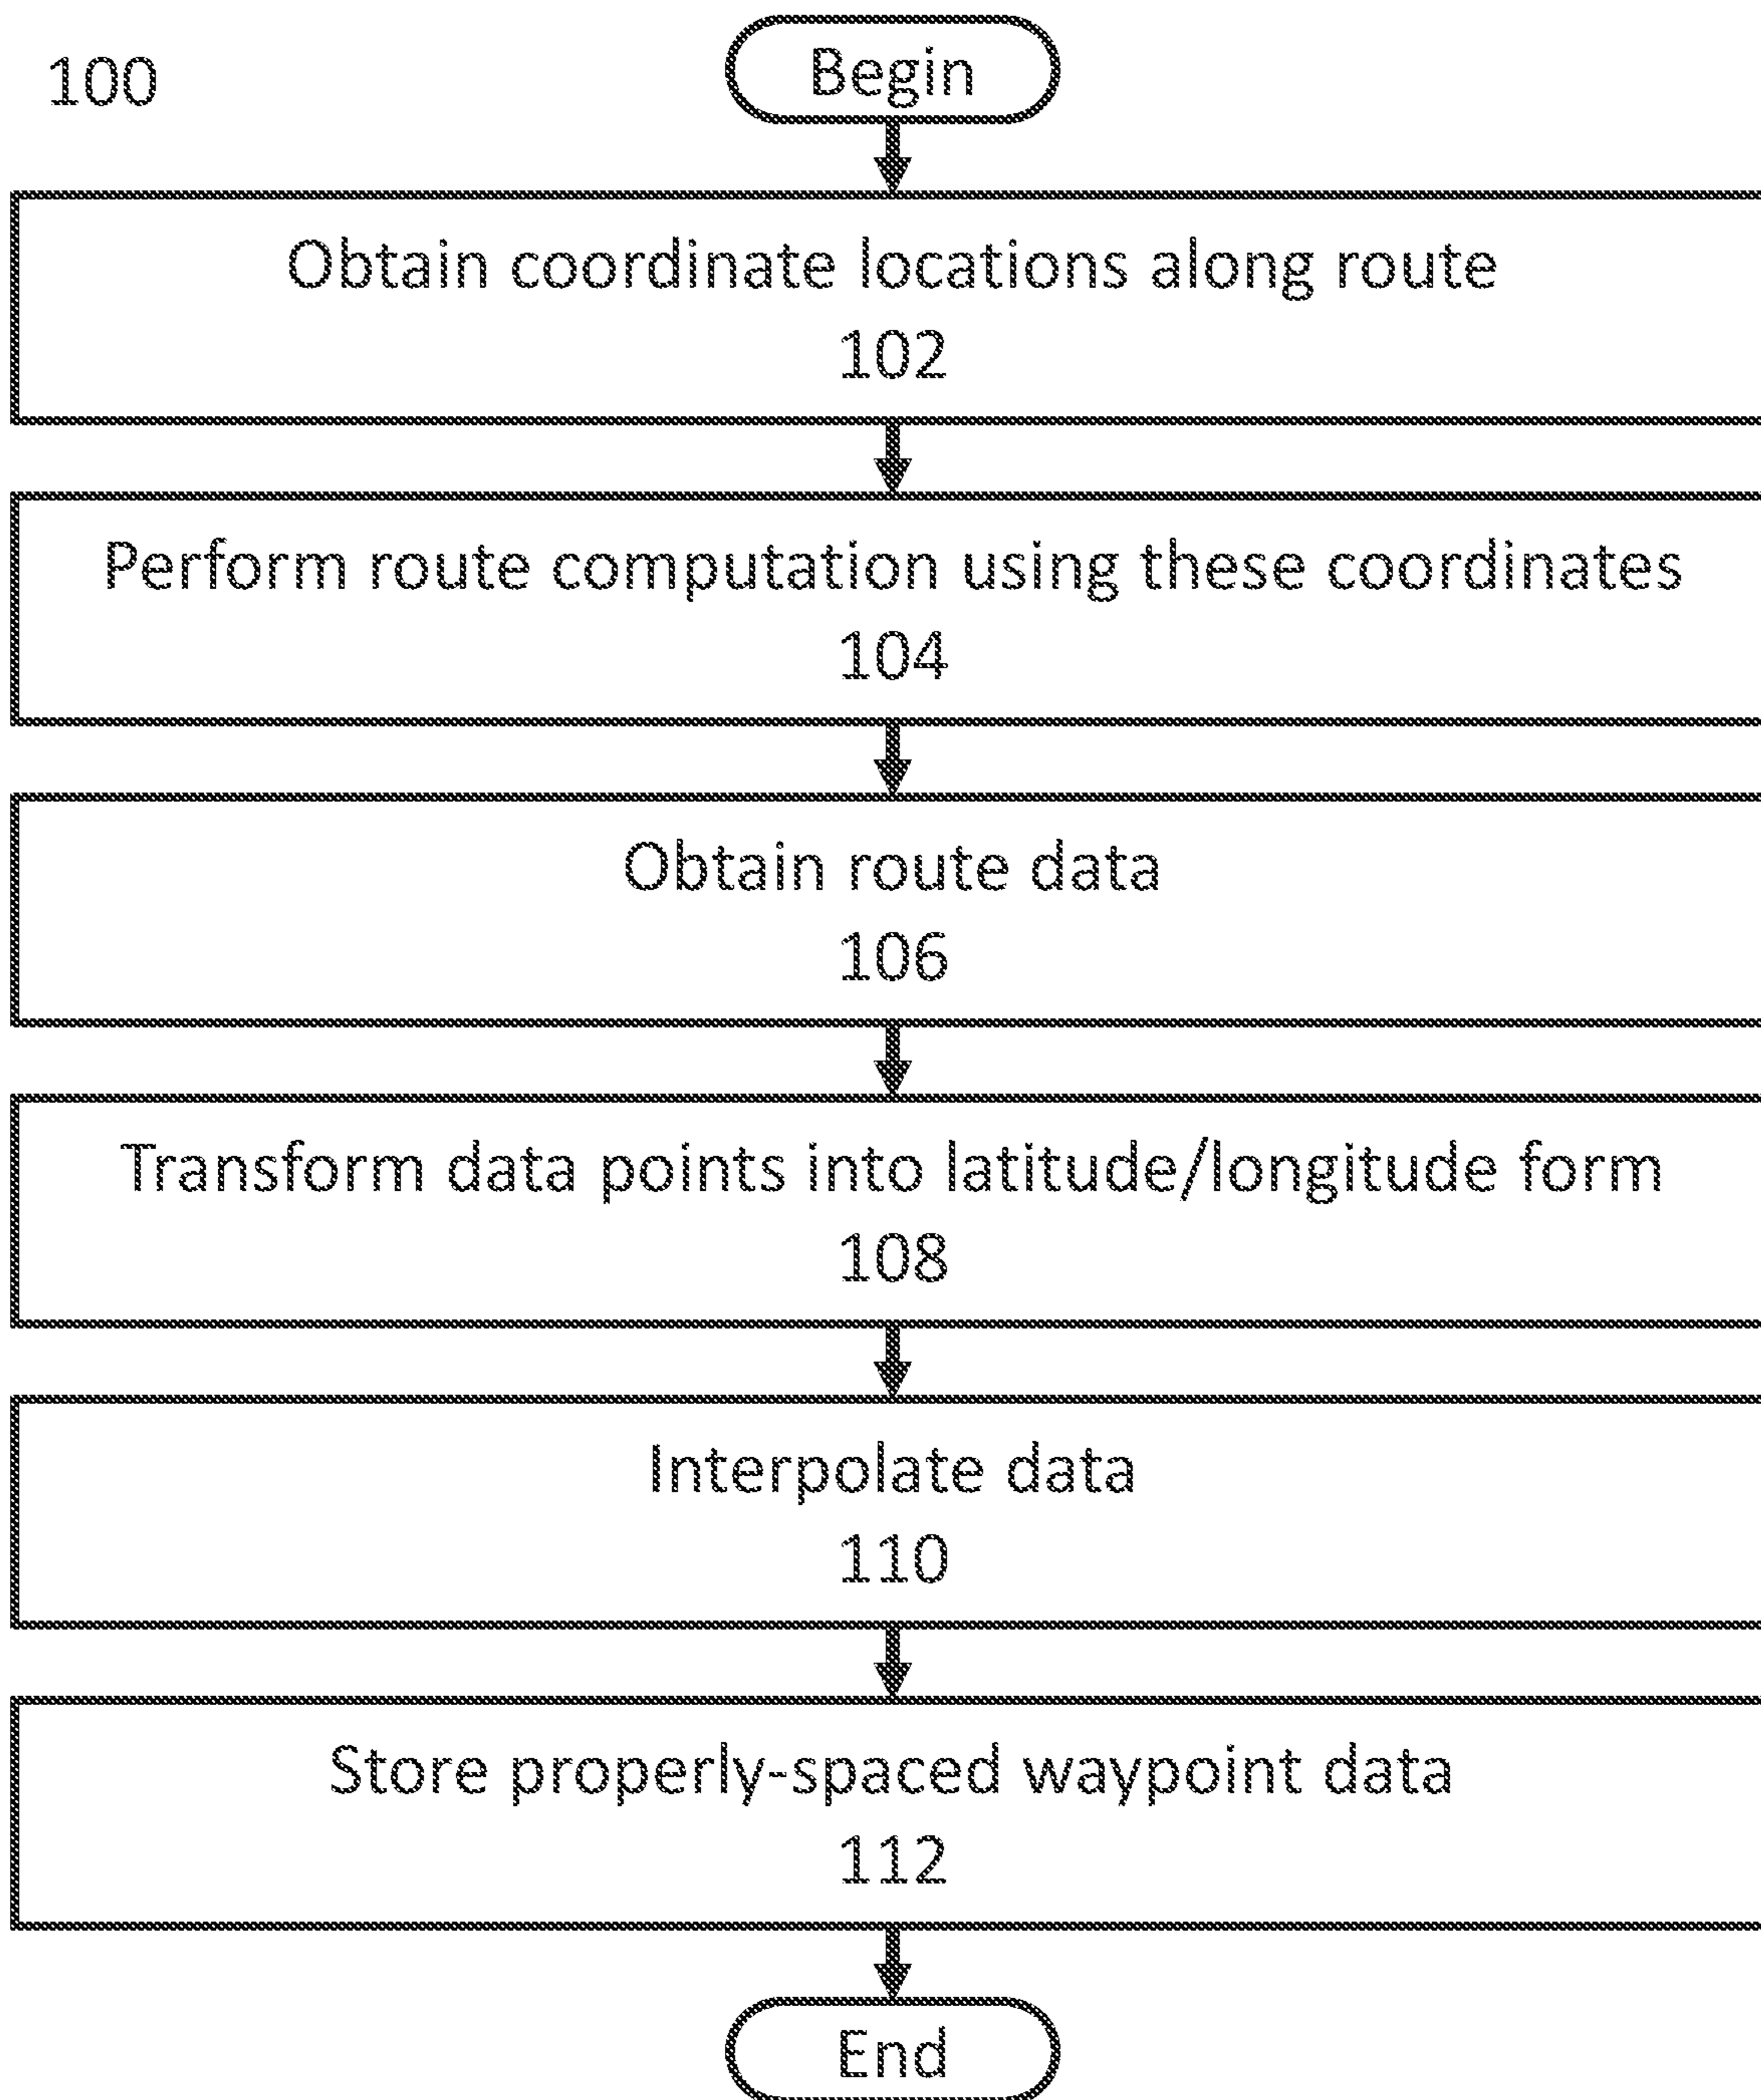 100
Begin
Obtain coordinate locations along route
102
Perform route computation using these coordinates
104
Obtain route data
106
Transform data points into latitude/longitude form
108
Interpolate data
110
Store properly-spaced waypoint data
112
End